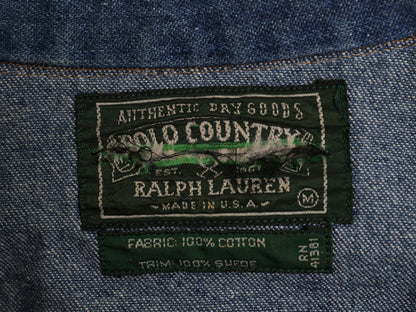 AUTHENTIC DRY GOODS
POLO COUNTRY
EST.
RALPH LAUREN
MADE IN U.S.A.
M
FABRIC: 100% COTTON
TRIM: 100% SUEDE
RN 41381